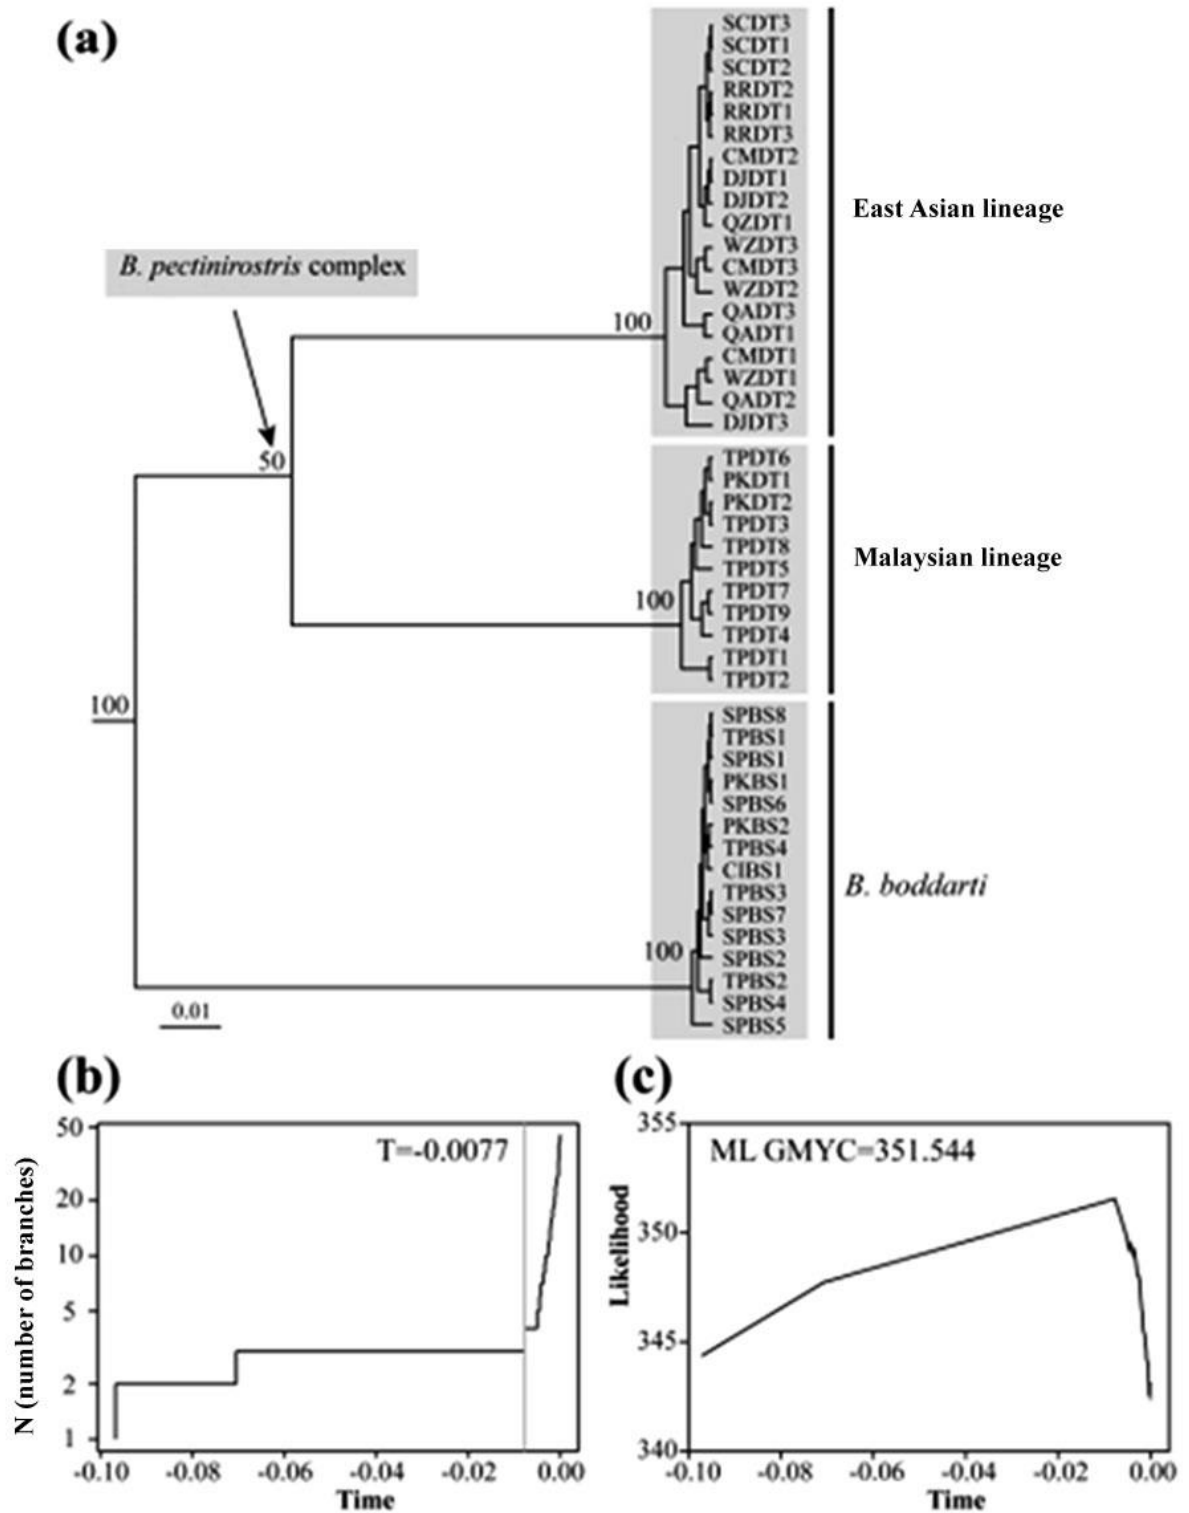 (a)
SCDT3
SCDT1
SCDT2
RRDT2
RRDT1
RRDT3
CMDT2
DJDT1
DJDT2
QZDT1
WZDT3
CMDT3
WZDT2
QADT3
QADT1
CMDT1
WZDT1
QADT2
DJDT3
East Asian lineage
B. pectinirostris complex
100
50
TPDT6
PKDT1
PKDT2
TPDT3
TPDT8
TPDT5
TPDT7
TPDT9
TPDT4
TPDT1
TPDT2
Malaysian lineage
100
100
SPBS8
TPBS1
SPBS1
PKBS1
SPBS6
PKBS2
TPBS4
CIBS1
TPBS3
SPBS7
SPBS3
SPBS2
TPBS2
SPBS4
SPBS5
B. boddarti
100
0.01
(b)
T=-0.0077
N (number of branches)
50
20
10
5
2
1
-0.10 -0.08 -0.06 -0.04 -0.02 0.00
Time
(c)
ML GMYC=351.544
Likelihood
355
350
345
340
-0.10 -0.08 -0.06 -0.04 -0.02 0.00
Time